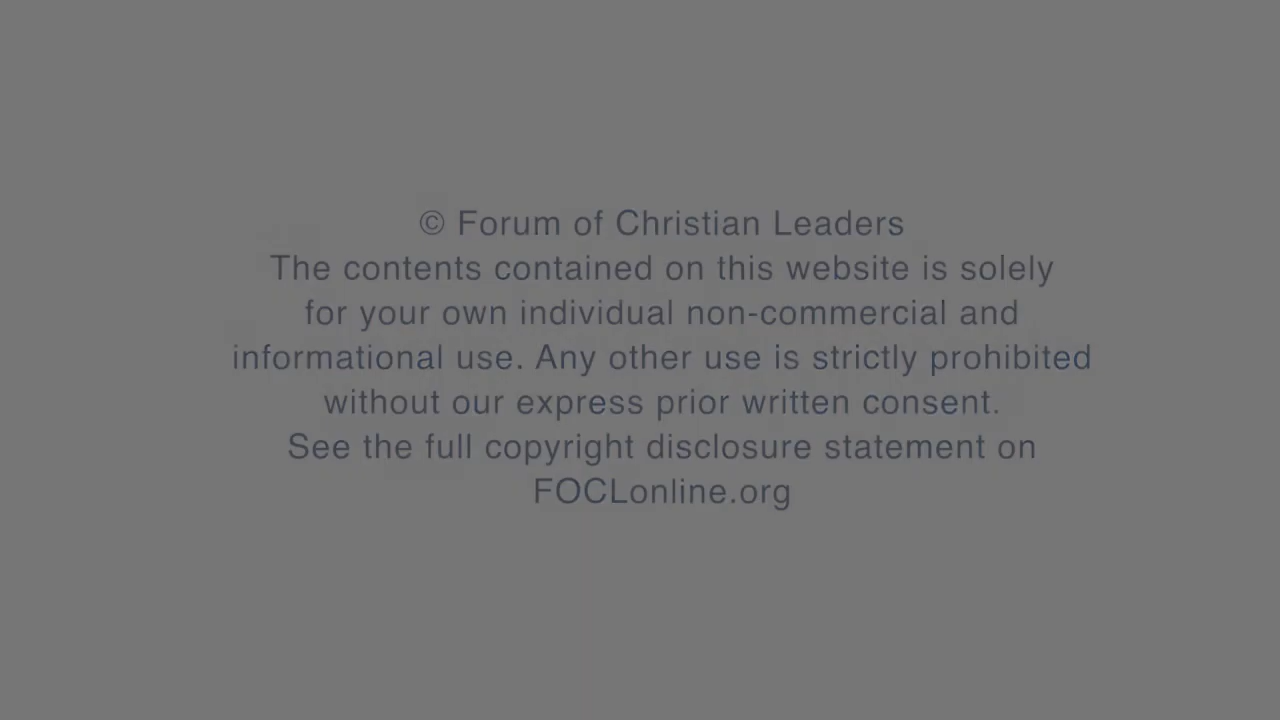 © Forum of Christian Leaders
The contents contained on this website is solely
for your own individual non-commercial and
informational use. Any other use is strictly prohibited
without our express prior written consent.
See the full copyright disclosure statement on
FOCLonline.org